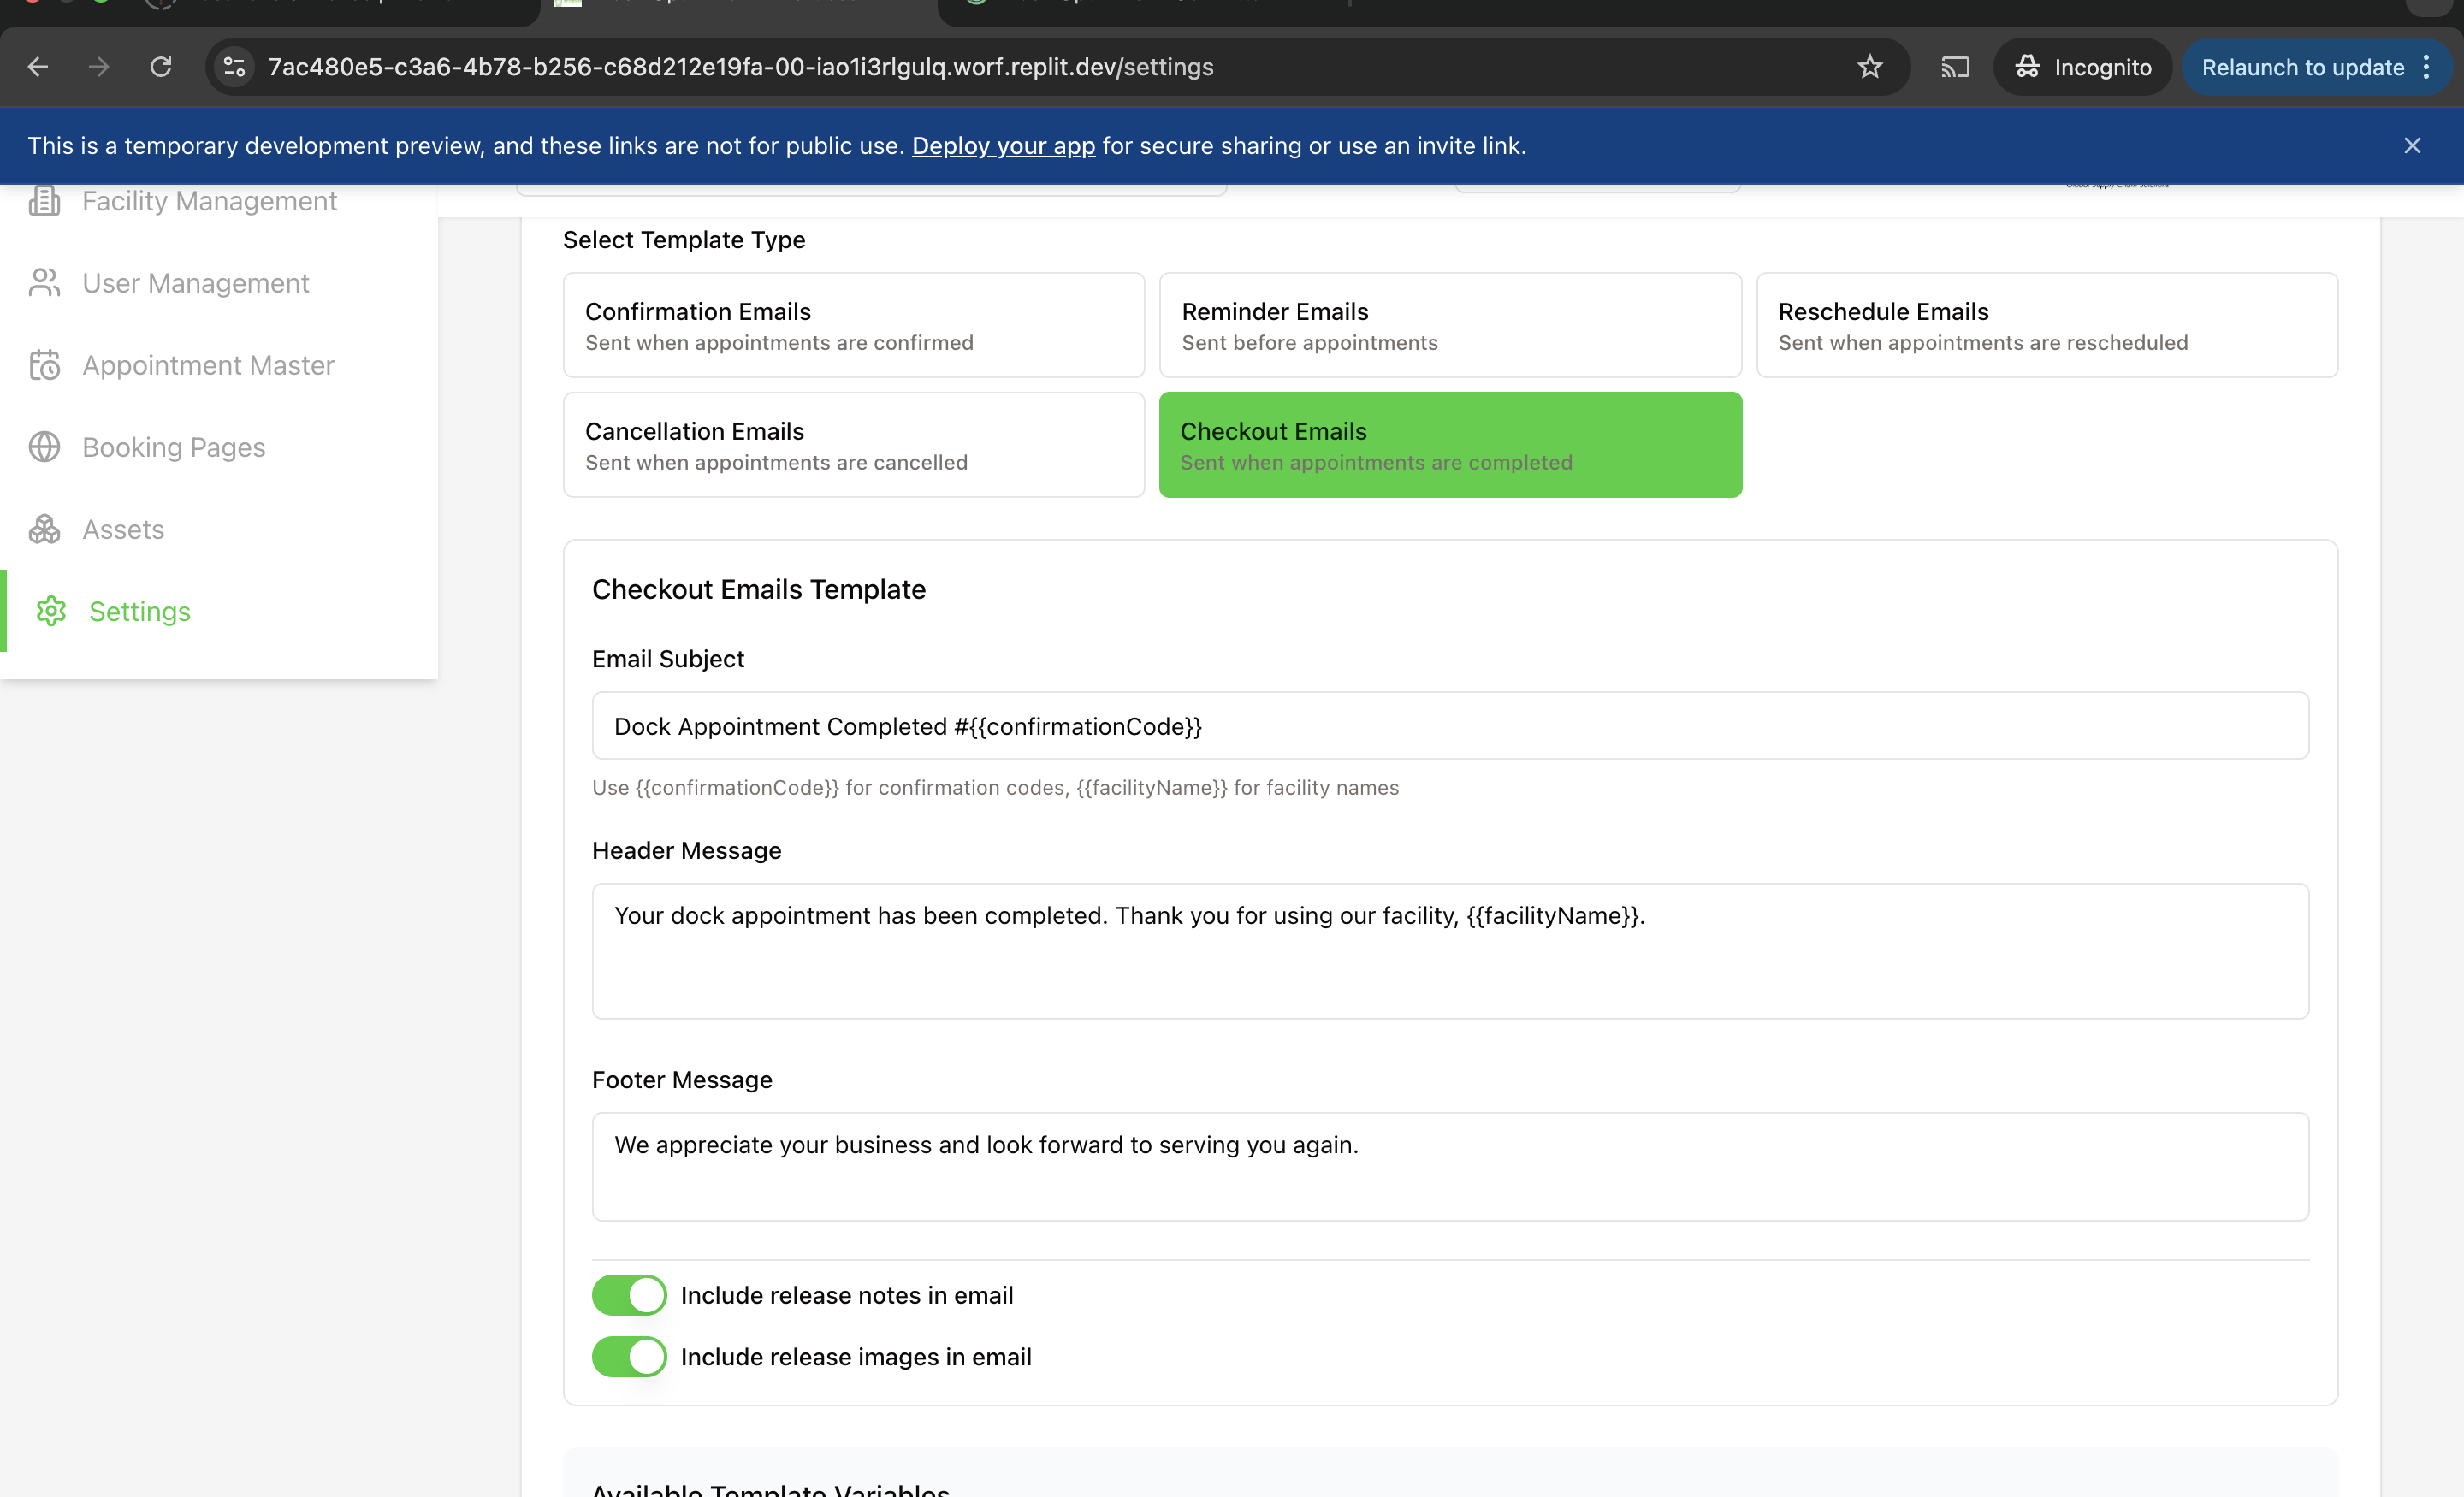 7ac480e5-c3a6-4b78-b256-c68d212e19fa-00-iao1i3rlgulq.worf.replit.dev/settings
Incognito
Relaunch to update
This is a temporary development preview, and these links are not for public use. Deploy your app for secure sharing or use an invite link.
Global Supply Chain Solutions
Facility Management
User Management
Appointment Master
Booking Pages
Assets
Settings
Select Template Type
Confirmation Emails
Sent when appointments are confirmed
Reminder Emails
Sent before appointments
Reschedule Emails
Sent when appointments are rescheduled
Cancellation Emails
Sent when appointments are cancelled
Checkout Emails
Sent when appointments are completed
Checkout Emails Template
Email Subject
Dock Appointment Completed #{{confirmationCode}}
Use {{confirmationCode}} for confirmation codes, {{facilityName}} for facility names
Header Message
Your dock appointment has been completed. Thank you for using our facility, {{facilityName}}.
Footer Message
We appreciate your business and look forward to serving you again.
Include release notes in email
Include release images in email
Available Template Variables